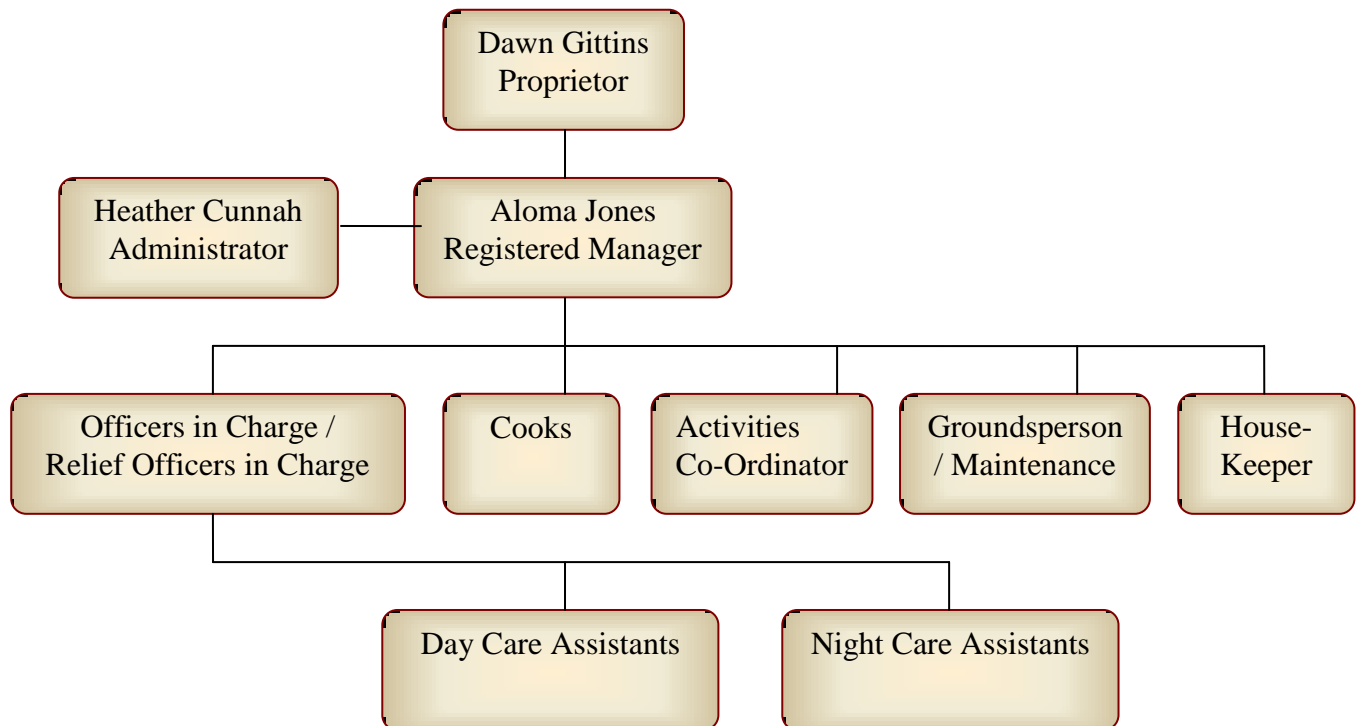 Dawn Gittins
Proprietor
Heather Cunnah
Administrator
Aloma Jones
Registered Manager
Officers in Charge /
Relief Officers in Charge
Cooks
Activities
Co-Ordinator
Groundsperson
/ Maintenance
House-
Keeper
Day Care Assistants
Night Care Assistants